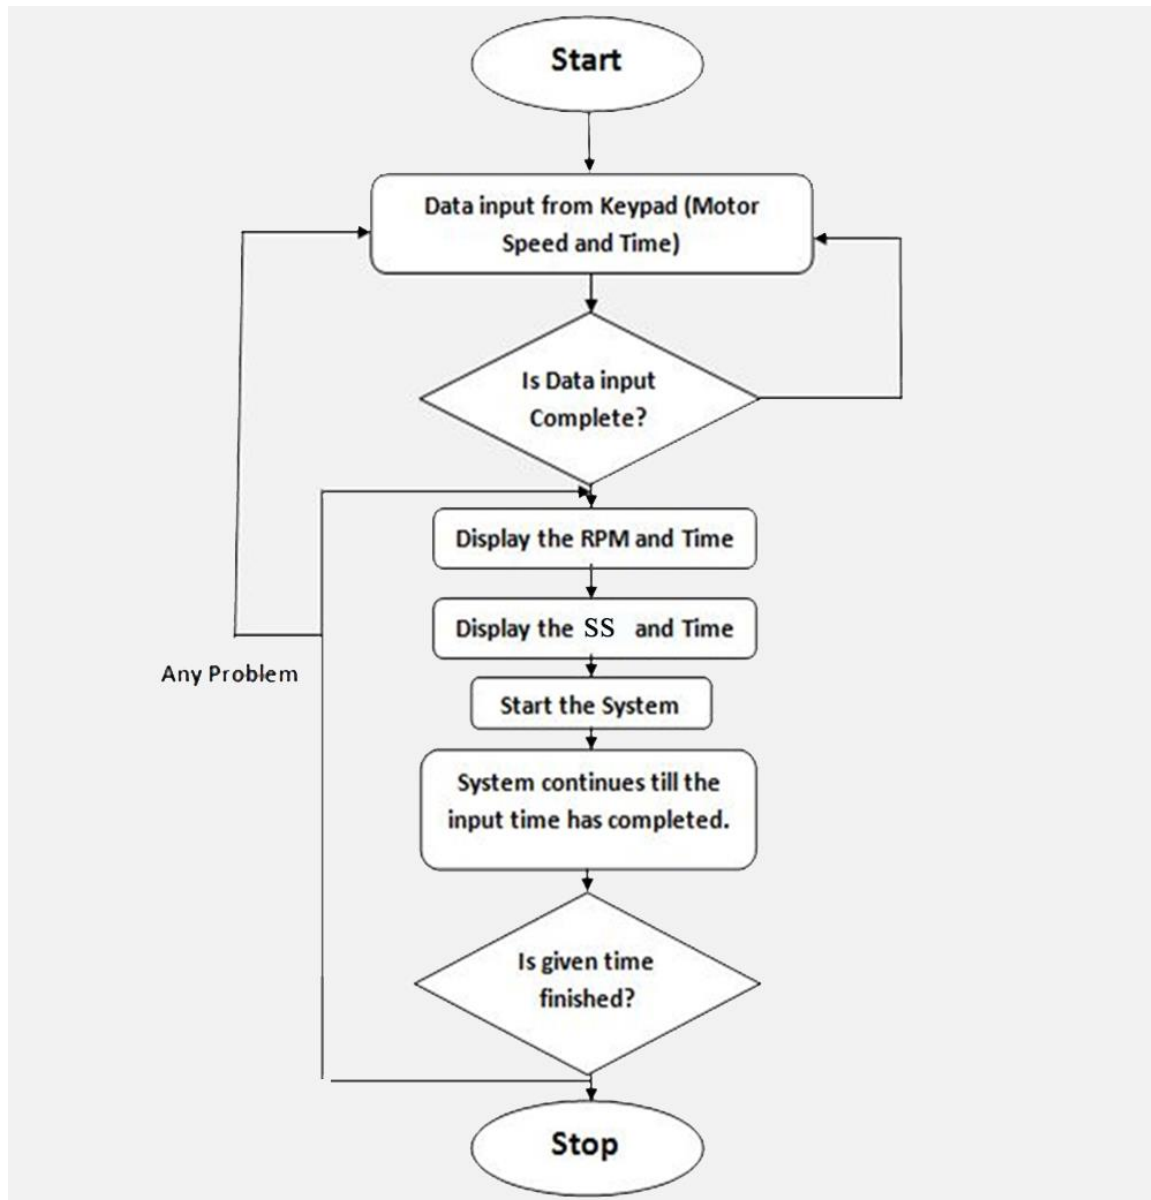 Start
Data input from Keypad (Motor
Speed and Time)
Is Data input
Complete?
Display the RPM and Time
Display the SS and Time
Any Problem
Start the System
System continues till the
input time has completed.
Is given time
finished?
Stop